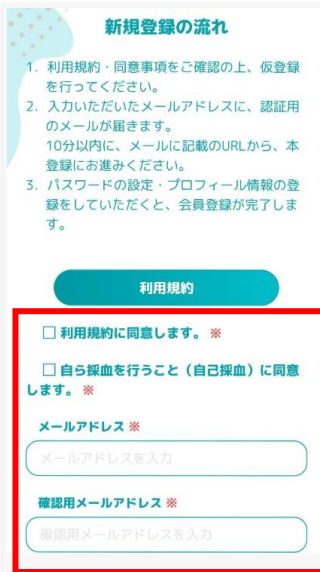 新規登録の流れ
1. 利用規約・同意事項をご確認の上、仮登録
を行ってください。
2. 入力いただいたメールアドレスに、認証用
のメールが届きます。
10分以内に、メールに記載のURLから、本
登録にお進みください。
3. パスワードの設定・プロフィール情報の登
録をしていただくと、会員登録が完了しま
す。
利用規約
利用規約に同意します。 ※
自ら採血を行うこと（自己採血）に同意
します。 ※
メールアドレス ※
メールアドレスを入力
確認用メールアドレス ※
確認用メールアドレスを入力